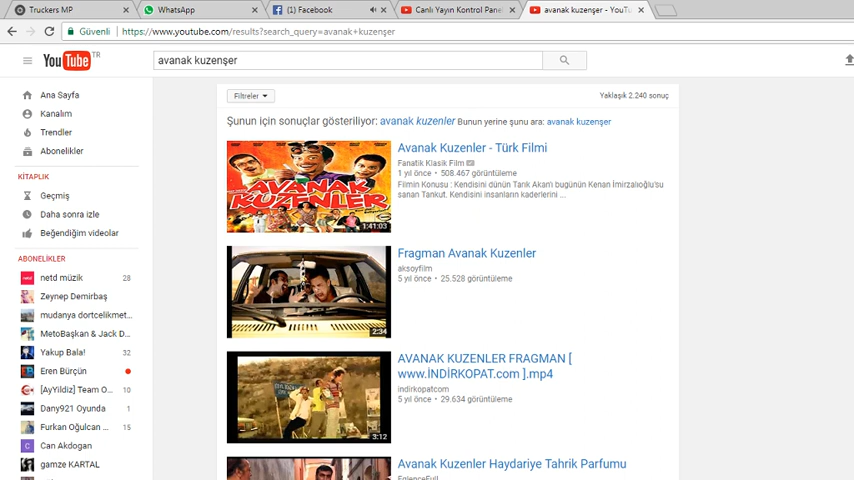 Truckers MP
WhatsApp
(1) Facebook
Canlı Yayın Kontrol Pane
avanak kuzenşer - YouTu
Güvenli
https://www.youtube.com/results?search_query=avanak+kuzenşer
YouTube TR
avanak kuzenşer
Ana Sayfa
Kanalım
Trendler
Abonelikler
KİTAPLIK
Geçmiş
Daha sonra izle
Beğendiğim videolar
ABONELİKLER
netd müzik 28
Zeynep Demirbaş
mudanya dortcelikmet...
MetoBaşkan & Jack D...
Yakup Bala! 32
Eren Bürçün
[AyYildiz] Team O... 10
Dany921 Oyunda 1
Furkan Oğulcan ... 15
Can Akdogan
gamze KARTAL
Filtreler
Yaklaşık 2.240 sonuç
Şunun için sonuçlar gösteriliyor: avanak kuzenler Bunun yerine şunu ara: avanak kuzenşer
AVANAK
KUZENLER
1:41:03
Avanak Kuzenler - Türk Filmi
Fanatik Klasik Film
1 yıl önce • 508.467 görüntüleme
Filmin Konusu : Kendisini dünün Tarık Akan'ı bugünün Kenan İmirzalıoğlu'su
sanan Tankut. Kendisini insanların kaderlerini ...
2:34
Fragman Avanak Kuzenler
aksoyfilm
5 yıl önce • 25.528 görüntüleme
3:12
AVANAK KUZENLER FRAGMAN [
www.İNDİRKOPAT.com ].mp4
indirkopatcom
5 yıl önce • 29.634 görüntüleme
Avanak Kuzenler Haydariye Tahrik Parfumu